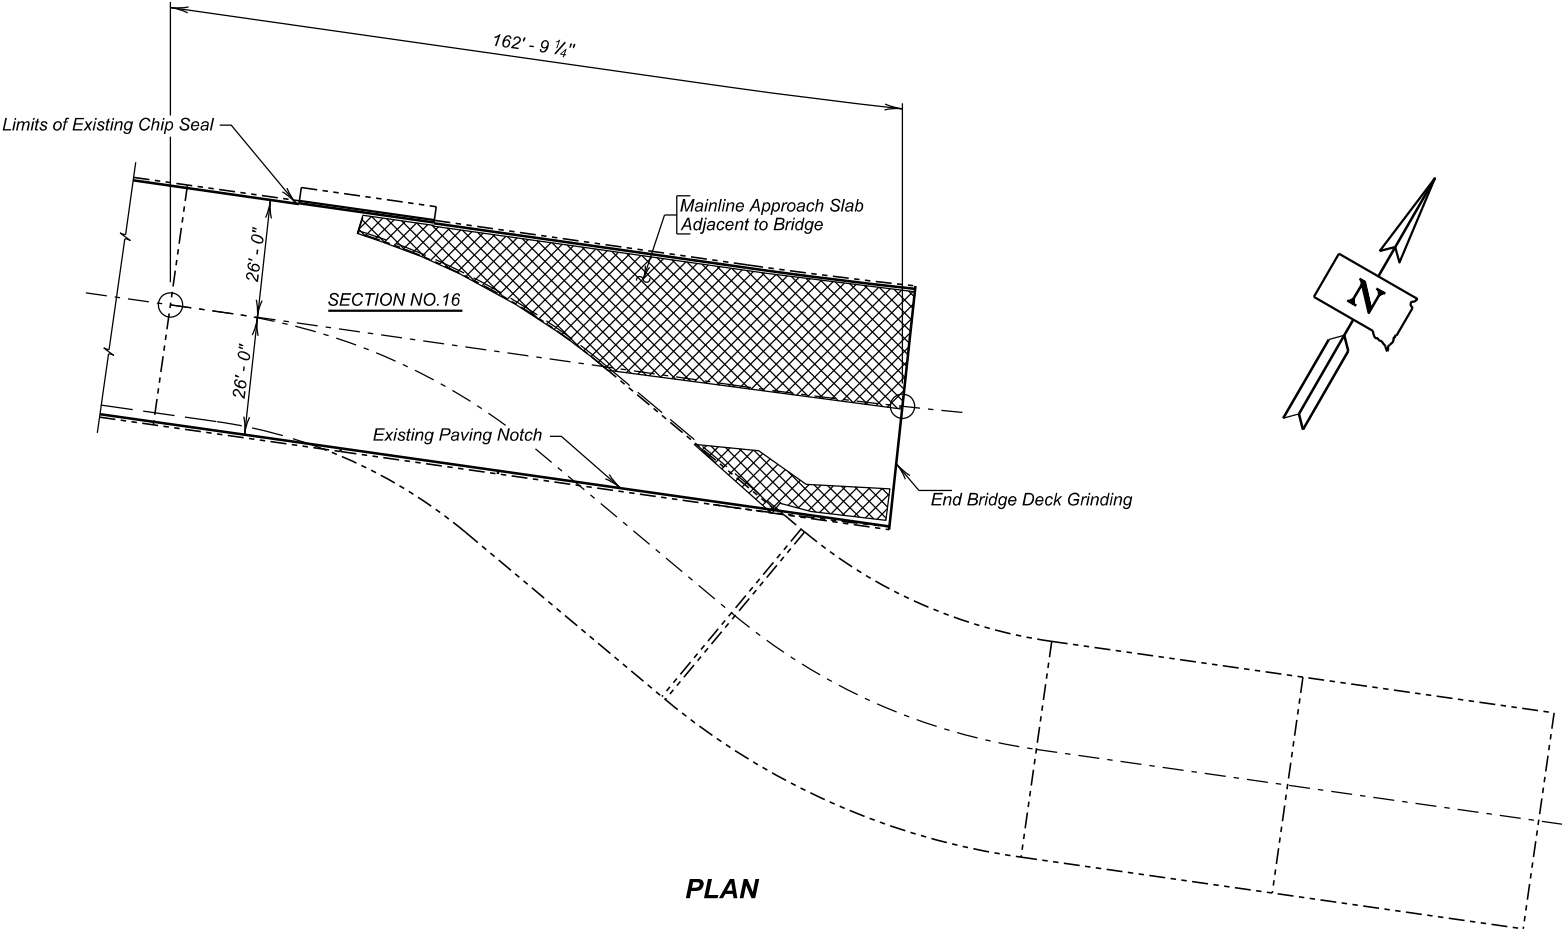 162' - 9 ¼"
Limits of Existing Chip Seal
Mainline Approach Slab
Adjacent to Bridge
26' - 0"
SECTION NO.16
N
26' - 0"
Existing Paving Notch
End Bridge Deck Grinding
PLAN